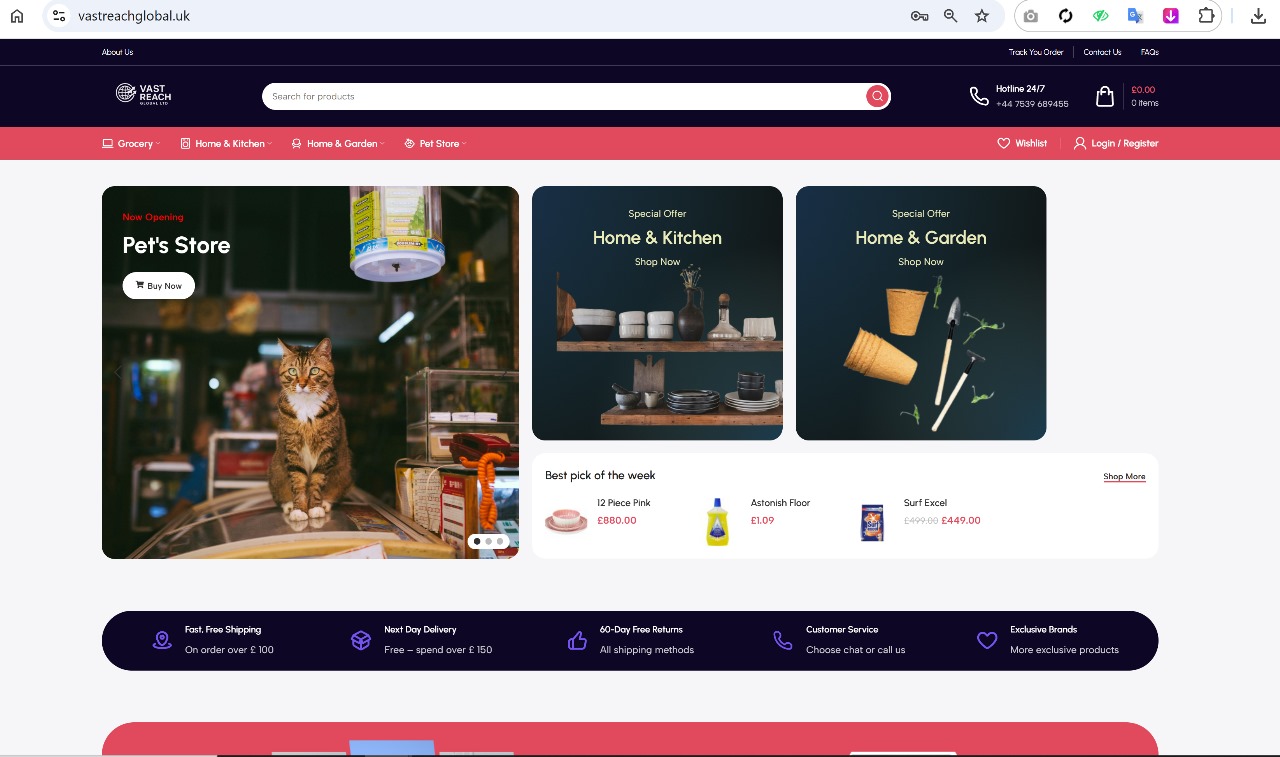 vastreachglobal.uk
About Us
Track You Order
Contact Us
FAQs
VAST
REACH
GLOBAL LTD
Search for products
Hotline 24/7
+44 7539 689455
£0.00
0 items
Grocery
Home & Kitchen
Home & Garden
Pet Store
Wishlist
Login / Register
Now Opening
Pet's Store
Buy Now
Special Offer
Home & Kitchen
Shop Now
Special Offer
Home & Garden
Shop Now
Best pick of the week
Shop More
12 Piece Pink
£880.00
Astonish Floor
£1.09
Surf Excel
£499.00 £449.00
Fast, Free Shipping
On order over £ 100
Next Day Delivery
Free – spend over £ 150
60-Day Free Returns
All shipping methods
Customer Service
Choose chat or call us
Exclusive Brands
More exclusive products